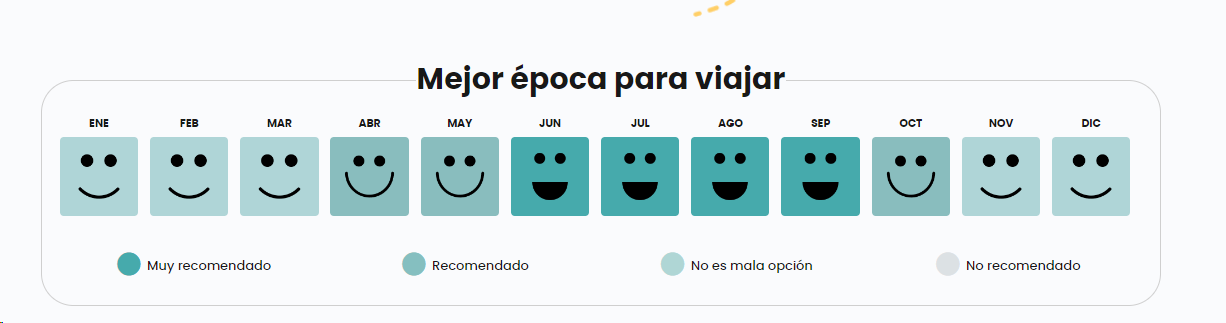 Mejor época para viajar
ENE FEB MAR ABR MAY JUN JUL AGO SEP OCT NOV DIC
Muy recomendado Recomendado No es mala opción No recomendado